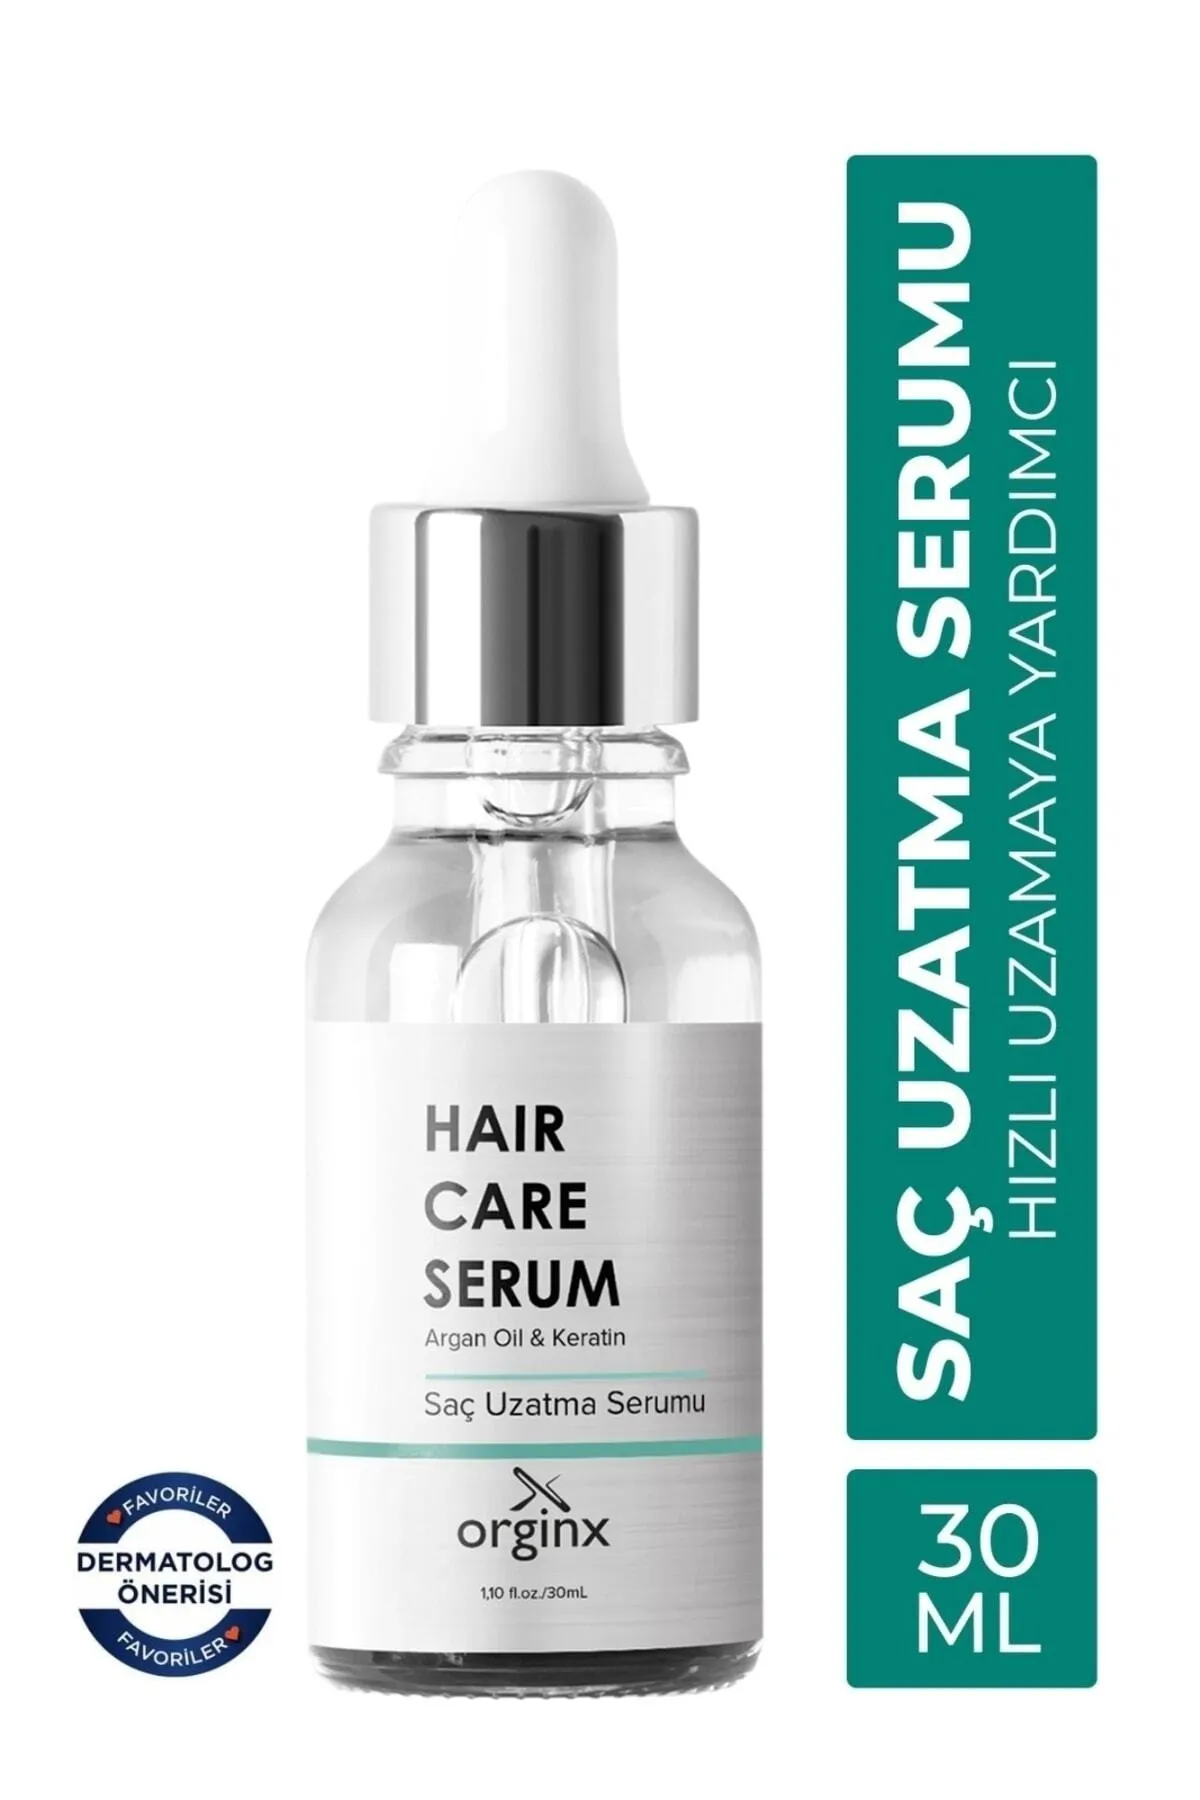 HAIR
CARE
SERUM
Argan Oil & Keratin
Saç Uzatma Serumu
orginx
1,10 fl.oz./30mL
FAVORİLER
DERMATOLOG
ÖNERİSİ
FAVORİLER
SAÇ UZATMA SERUMU
HIZLI UZAMAYA YARDIMCI
30
ML